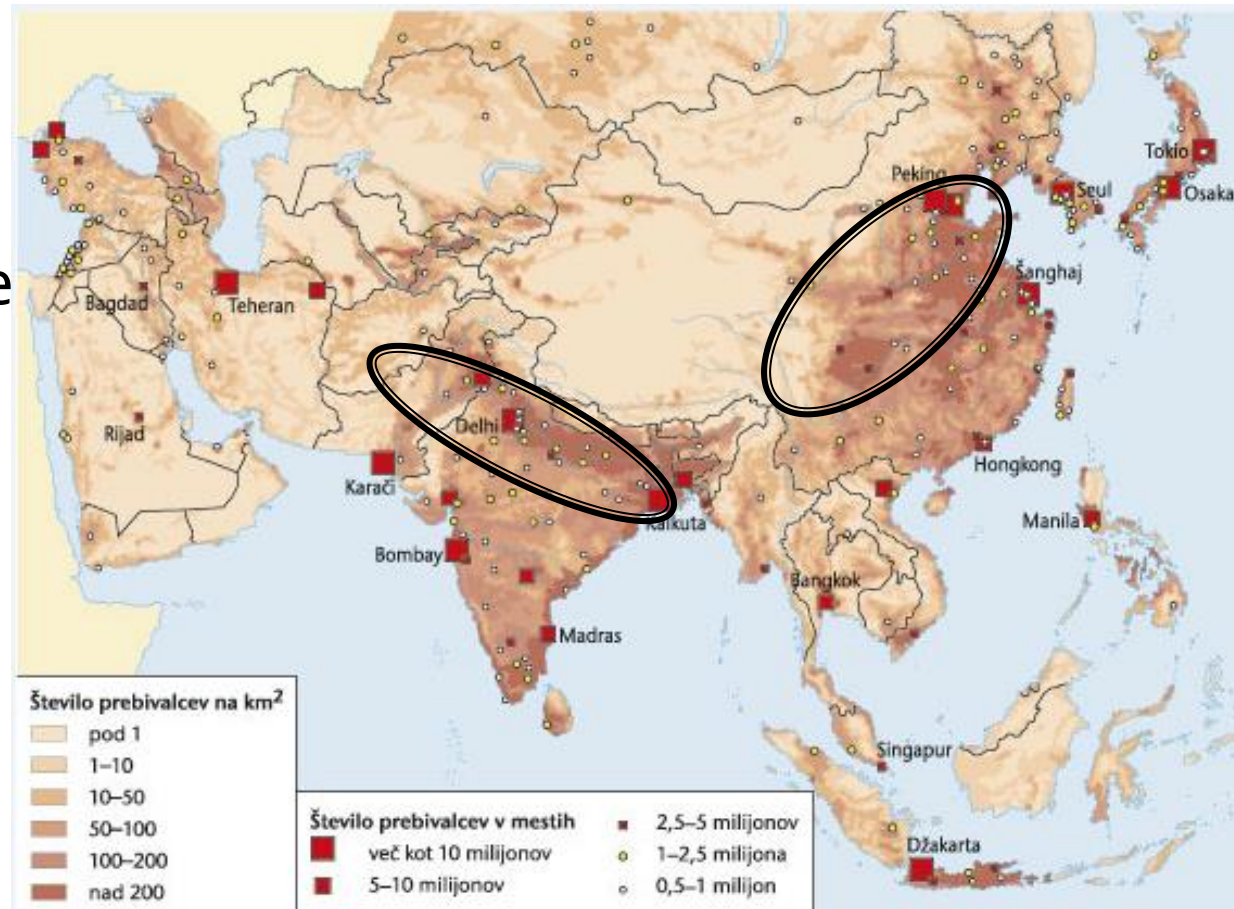 e
Peking
Tokio
Seul
Osaka
Šanghaj
Bagdad
Teheran
Delhi
Rijad
Karači
Kalkuta
Hongkong
Manila
Bombay
Bangkok
Madras
Singapur
Džakarta
Število prebivalcev na km²
pod 1
1–10
10–50
50–100
100–200
nad 200
Število prebivalcev v mestih
več kot 10 milijonov
5–10 milijonov
2,5–5 milijonov
1–2,5 milijona
0,5–1 milijon